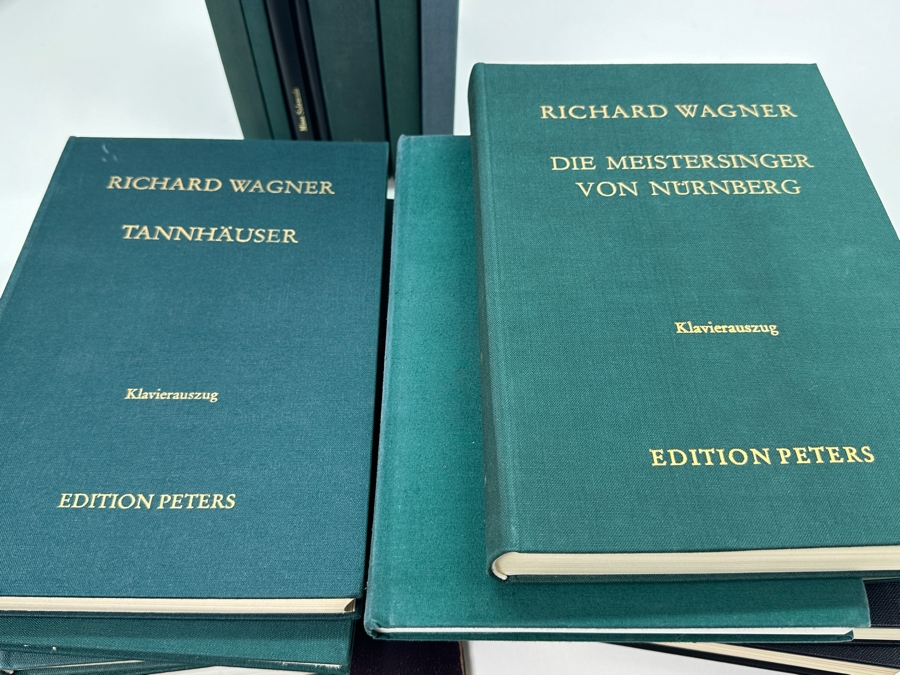 RICHARD WAGNER
TANNHÄUSER
Klavierauszug
EDITION PETERS
RICHARD WAGNER
DIE MEISTERSINGER
VON NÜRNBERG
Klavierauszug
EDITION PETERS